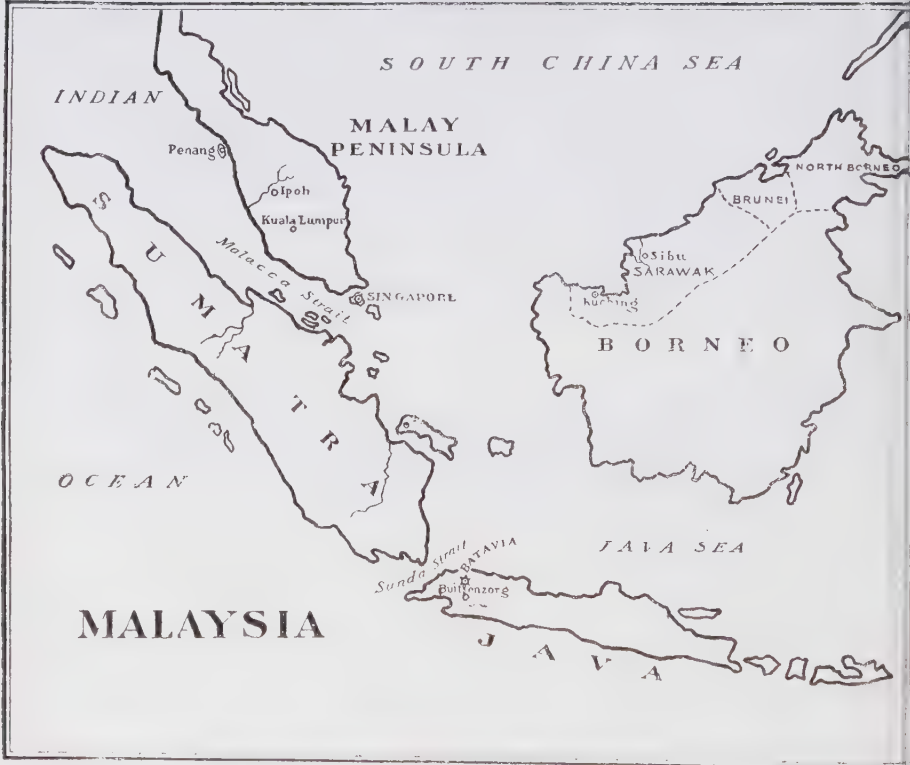 SOUTH CHINA SEA
INDIAN
MALAY
PENINSULA
Penang
Ipoh
Kuala Lumpur
NORTH BORNEO
BRUNEI
Sibu
SARAWAK
Kuching
Malacca Strait
SINGAPORE
SUMATRA
BORNEO
OCEAN
JAVA SEA
Sunda Strait
BATAVIA
Buitenzorg
MALAYSIA
JAVA